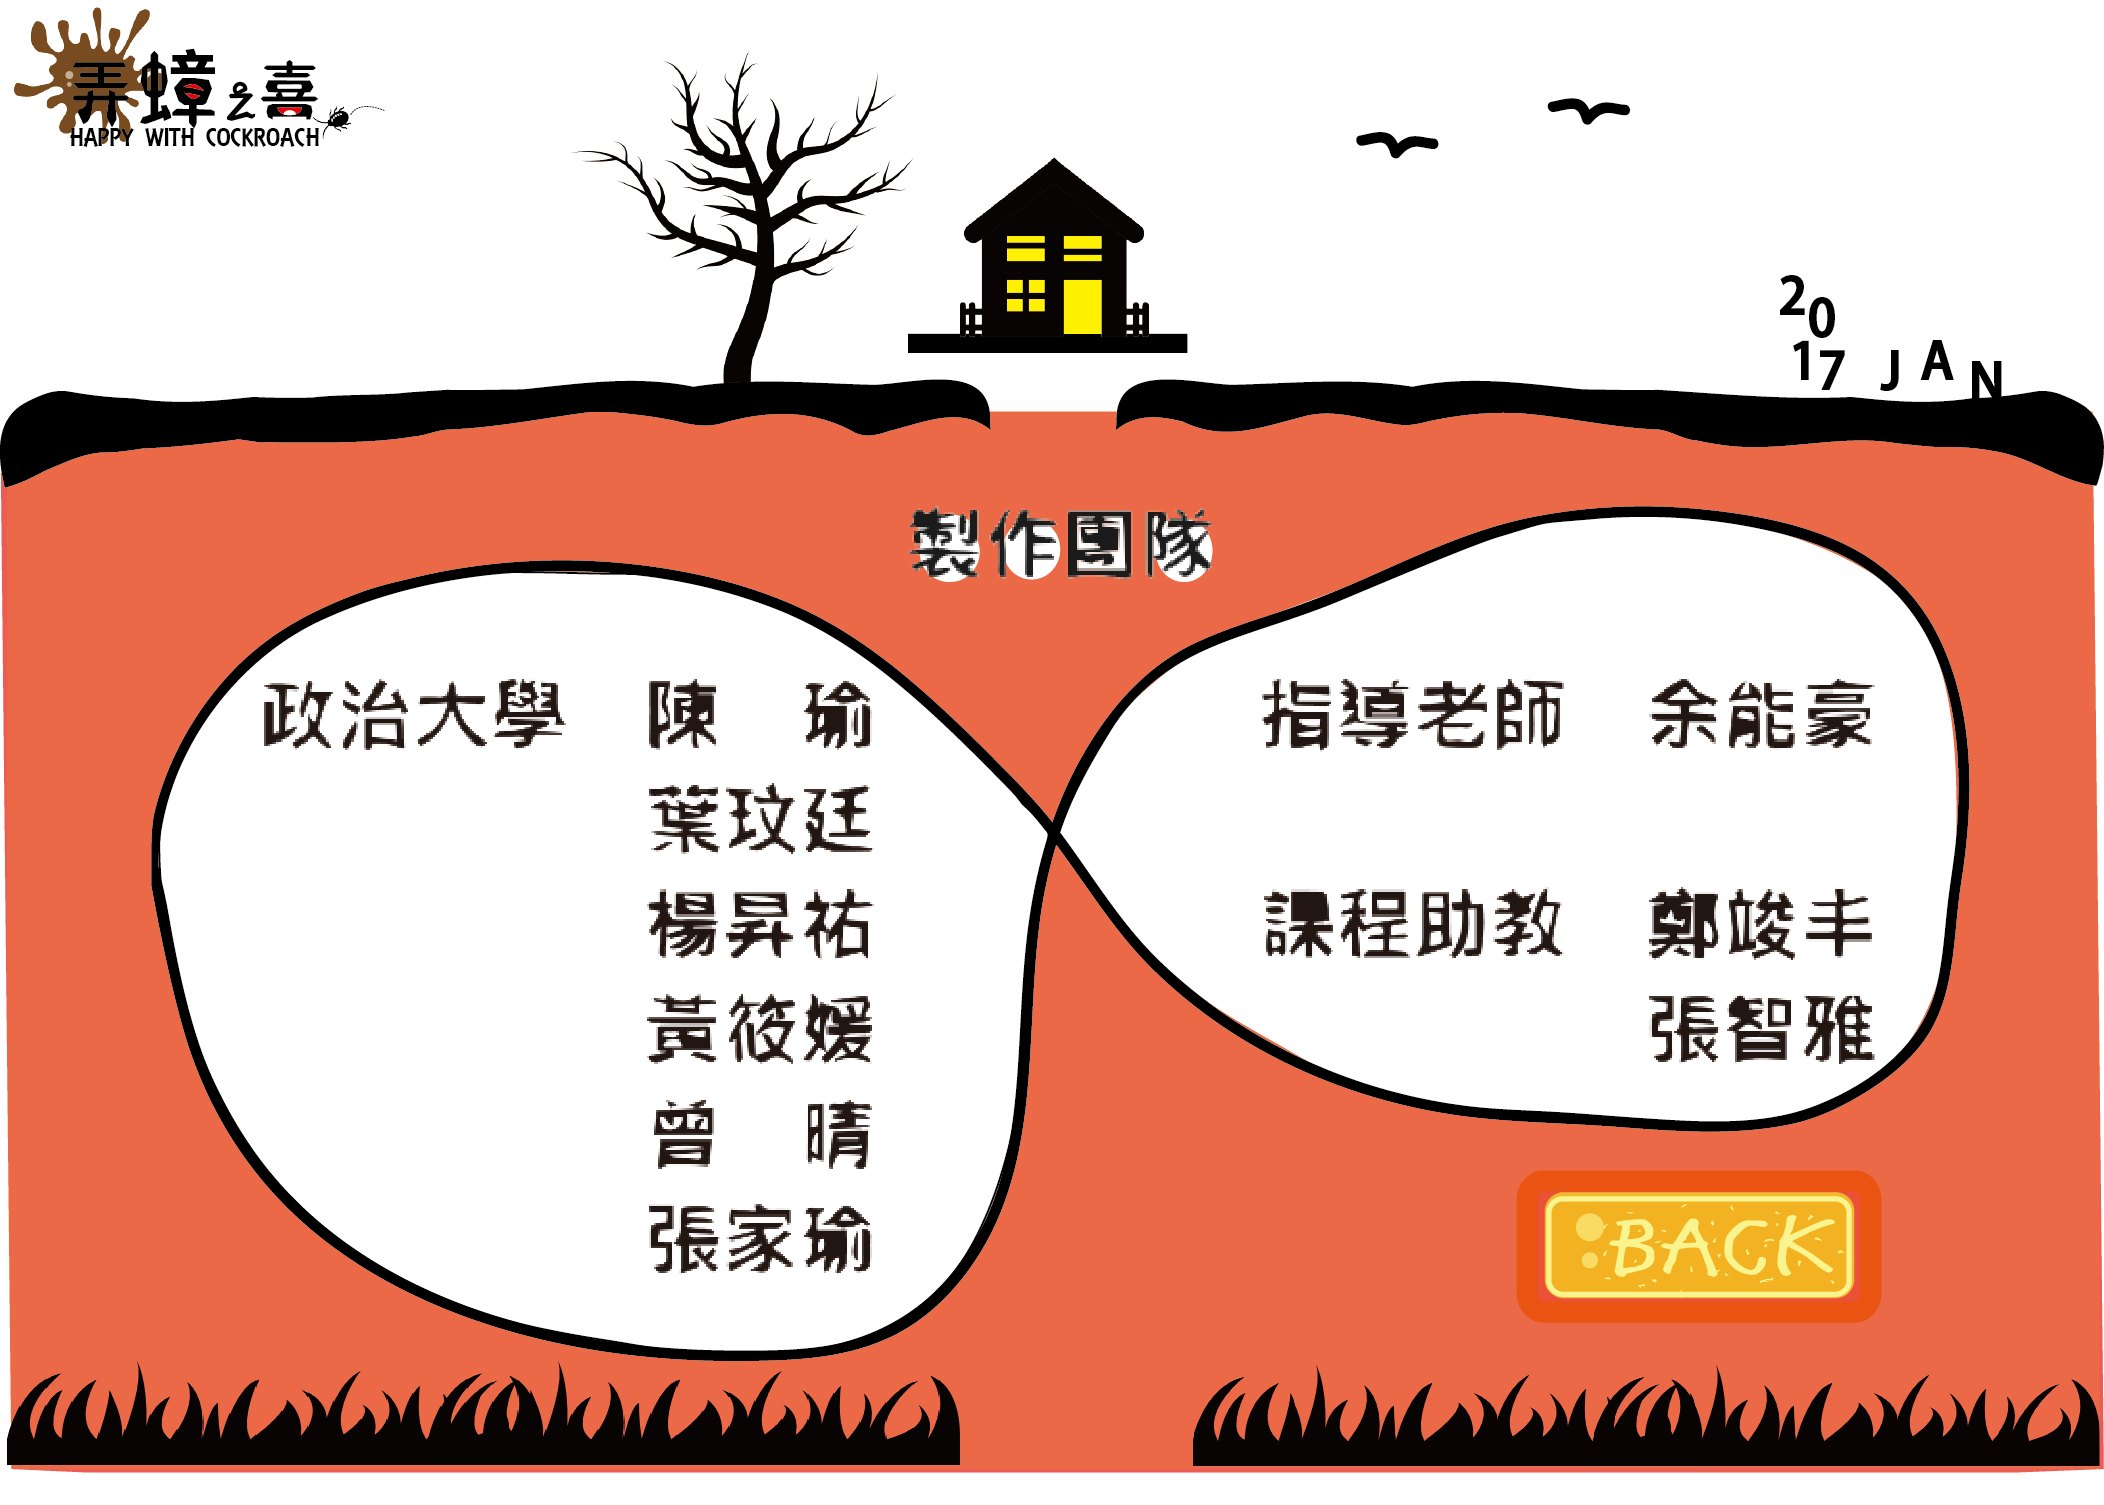 弄蟑之喜
HAPPY WITH COCKROACH
20
17 JAN
製作團隊
政治大學 陳 瑜
葉玟廷
楊昇祐
黃筱媛
曾 晴
張家瑜
指導老師 余能豪
課程助教 鄭竣丰
張智雅
BACK